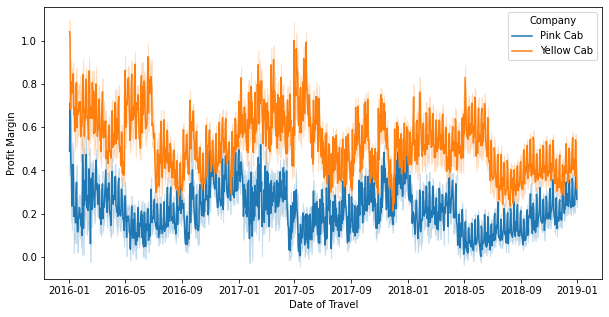 Company
Pink Cab
Yellow Cab
Profit Margin
1.0
0.8
0.6
0.4
0.2
0.0
2016-01 2016-05 2016-09 2017-01 2017-05 2017-09 2018-01 2018-05 2018-09 2019-01
Date of Travel